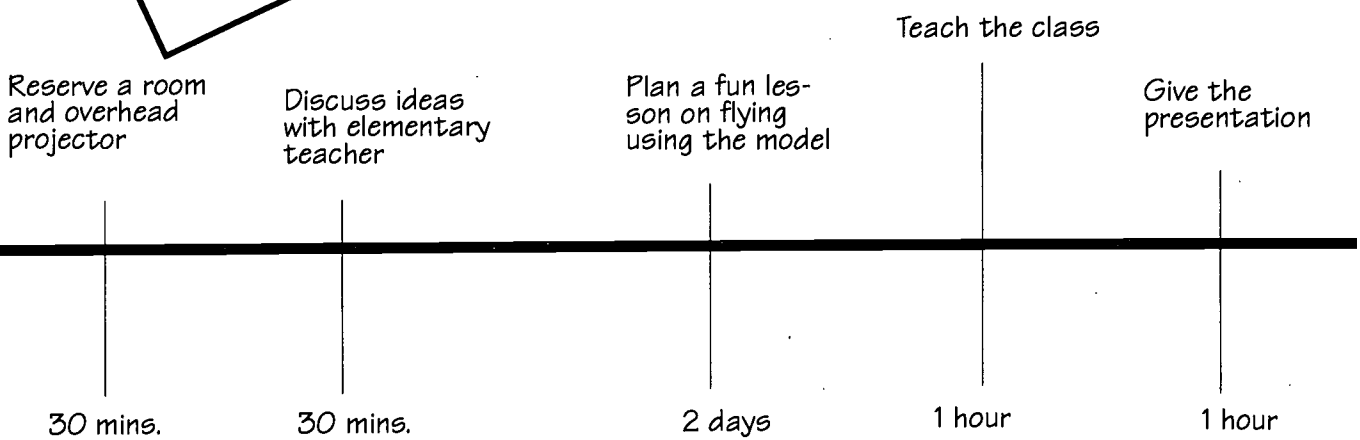 Teach the class
Reserve a room
and overhead
projector
Discuss ideas
with elementary
teacher
Plan a fun les-
son on flying
using the model
Give the
presentation
30 mins.
30 mins.
2 days
1 hour
1 hour